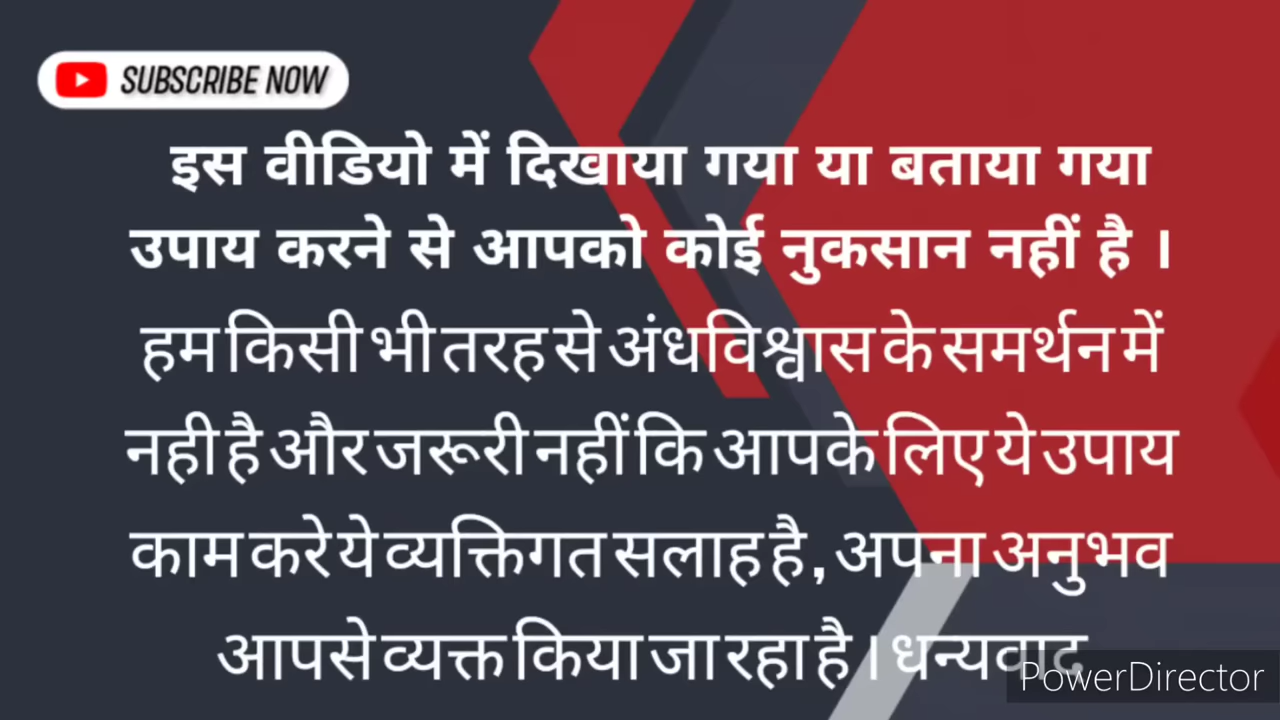 SUBSCRIBE NOW
इस वीडियो में दिखाया गया या बताया गया
उपाय करने से आपको कोई नुकसान नहीं है ।
हम किसी भी तरह से अंधविश्वास के समर्थन में
नही है और जरूरी नहीं कि आपके लिए ये उपाय
काम करे ये व्यक्तिगत सलाह है , अपना अनुभव
आपसे व्यक्त किया जा रहा है । धन्यवाद
PowerDirector